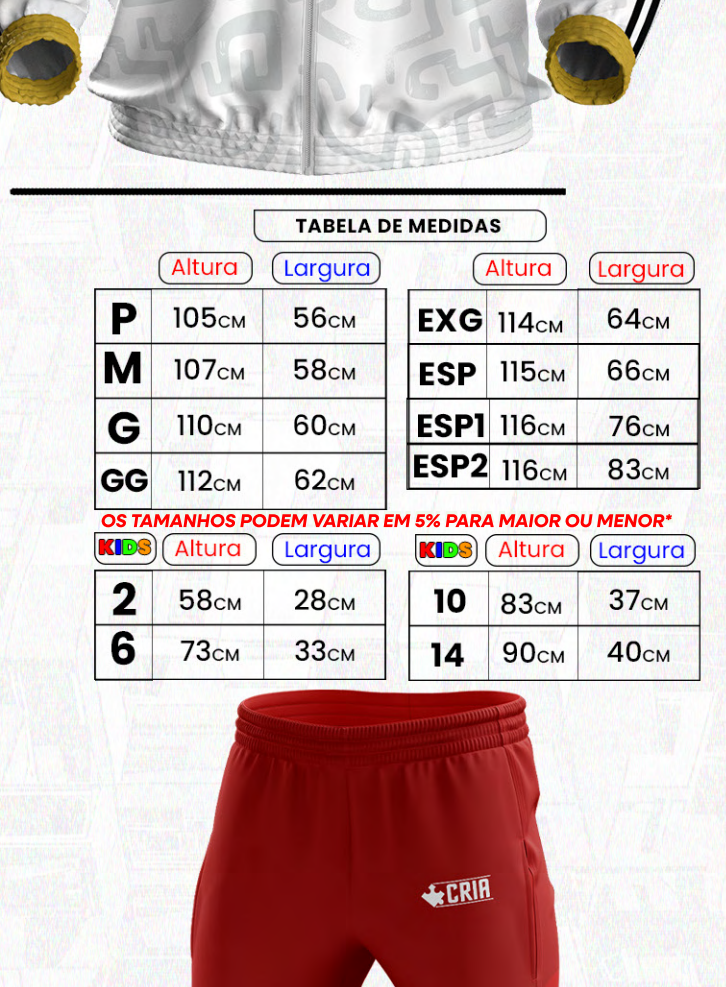 TABELA DE MEDIDAS
Altura Largura
P 105CM 56CM
M 107CM 58CM
G 110CM 60CM
GG 112CM 62CM
Altura Largura
EXG 114CM 64CM
ESP 115CM 66CM
ESP1 116CM 76CM
ESP2 116CM 83CM
OS TAMANHOS PODEM VARIAR EM 5% PARA MAIOR OU MENOR*
KIDS Altura Largura
2 58CM 28CM
6 73CM 33CM
KIDS Altura Largura
10 83CM 37CM
14 90CM 40CM
CRIA